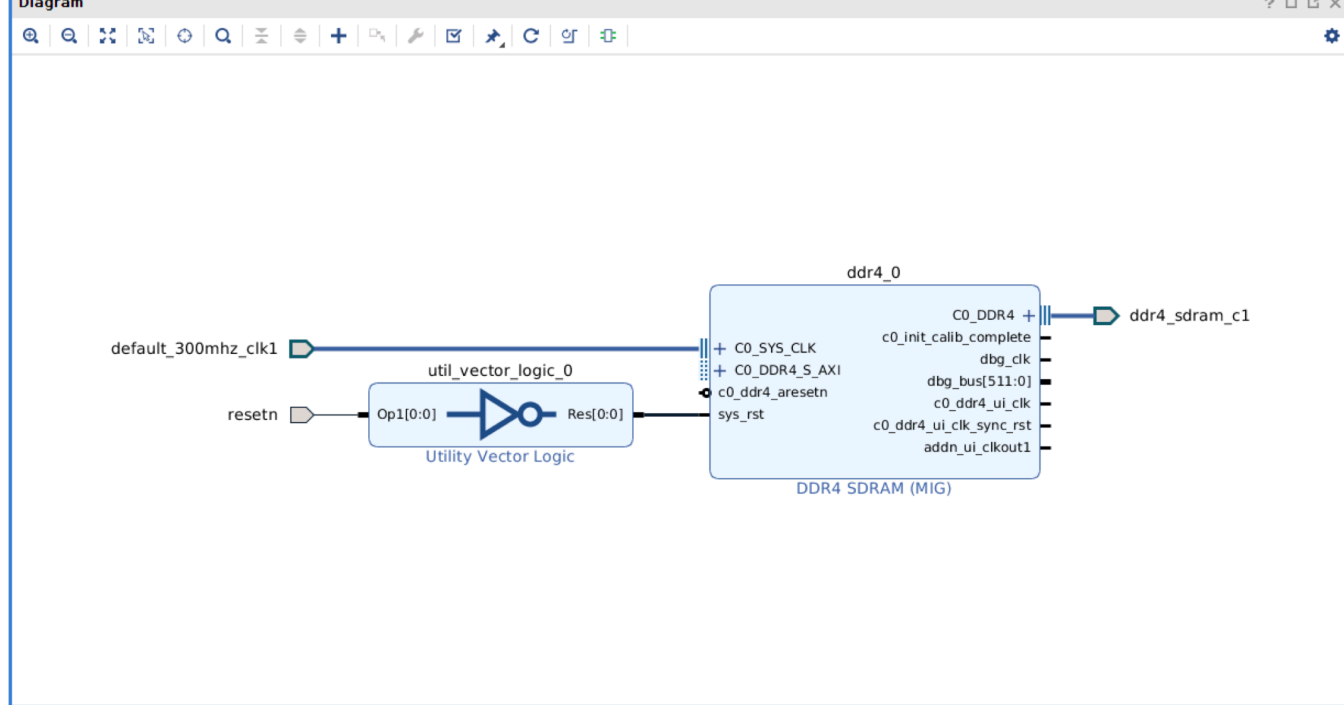 Diagram
ddr4_0
C0_DDR4
ddr4_sdram_c1
c0_init_calib_complete
default_300mhz_clk1
C0_SYS_CLK
dbg_clk
util_vector_logic_0
C0_DDR4_S_AXI
dbg_bus[511:0]
c0_ddr4_aresetn
c0_ddr4_ui_clk
resetn
Op1[0:0]
Res[0:0]
sys_rst
c0_ddr4_ui_clk_sync_rst
addn_ui_clkout1
Utility Vector Logic
DDR4 SDRAM (MIG)